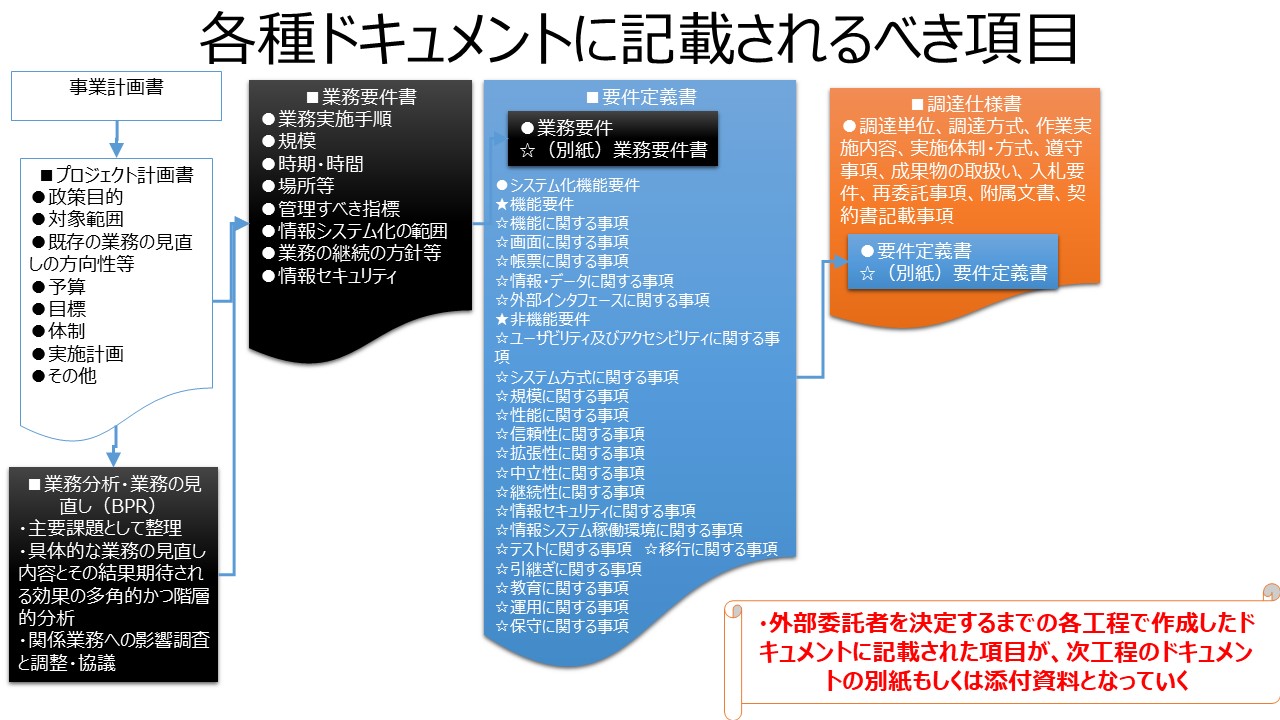 各種ドキュメントに記載されるべき項目
事業計画書
■プロジェクト計画書
●政策目的
●対象範囲
●既存の業務の見直
しの方向性等
●予算
●目標
●体制
●実施計画
●その他
■業務分析・業務の見
直し（BPR）
・主要課題として整理
・具体的な業務の見直し
内容とその結果期待され
る効果の多角的かつ階層
的分析
・関係業務への影響調査
と調整・協議
■業務要件書
●業務実施手順
●規模
●時期・時間
●場所等
●管理すべき指標
●情報システム化の範囲
●業務の継続の方針等
●情報セキュリティ
■要件定義書
●業務要件
☆（別紙）業務要件書
●システム化機能要件
★機能要件
☆機能に関する事項
☆画面に関する事項
☆帳票に関する事項
☆情報・データに関する事項
☆外部インタフェースに関する事項
★非機能要件
☆ユーザビリティ及びアクセシビリティに関する事
項
☆システム方式に関する事項
☆規模に関する事項
☆性能に関する事項
☆信頼性に関する事項
☆拡張性に関する事項
☆中立性に関する事項
☆継続性に関する事項
☆情報セキュリティに関する事項
☆情報システム稼働環境に関する事項
☆テストに関する事項　☆移行に関する事項
☆引継ぎに関する事項
☆教育に関する事項
☆運用に関する事項
☆保守に関する事項
■調達仕様書
●調達単位、調達方式、作業実
施内容、実施体制・方式、遵守
事項、成果物の取扱い、入札要
件、再委託事項、附属文書、契
約書記載事項
●要件定義書
☆（別紙）要件定義書
・外部委託者を決定するまでの各工程で作成したド
キュメントに記載された項目が、次工程のドキュメン
トの別紙もしくは添付資料となっていく